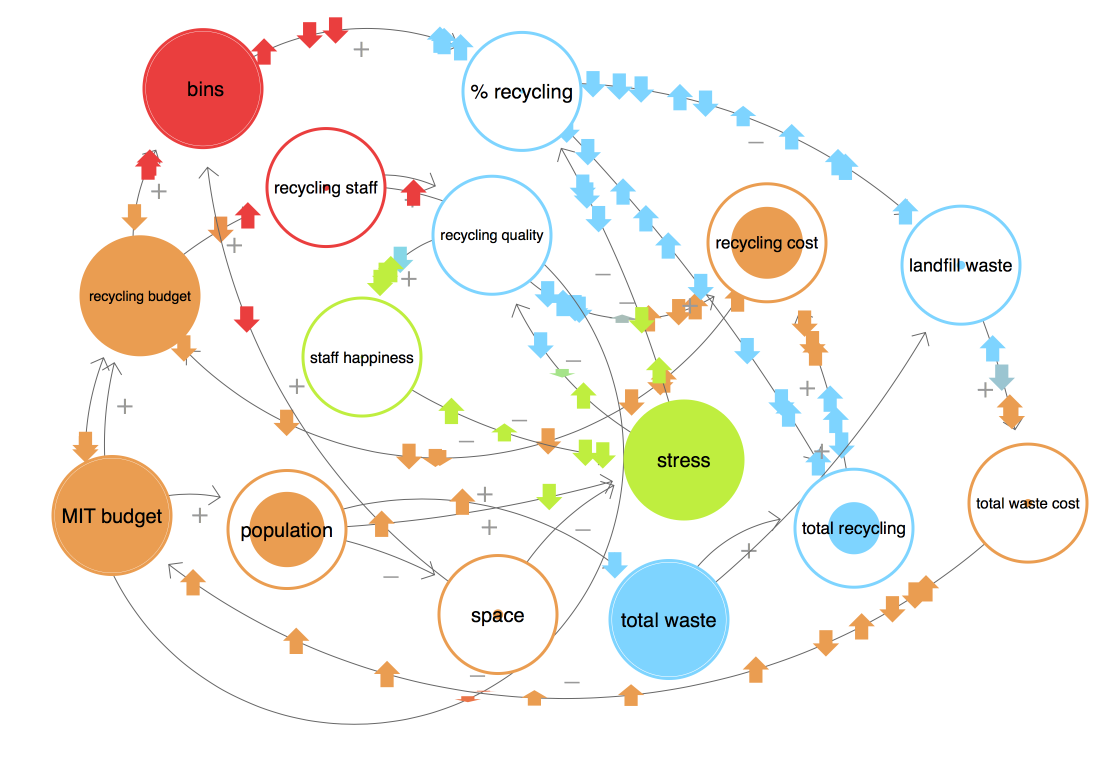 bins
+
% recycling
–
recycling staff
+
+
recycling quality
+
recycling cost
landfill waste
recycling budget
+
–
–
+
staff happiness
–
+
+
+
–
–
+
stress
MIT budget
+
population
+
+
–
–
+
total recycling
total waste cost
space
total waste
–
–